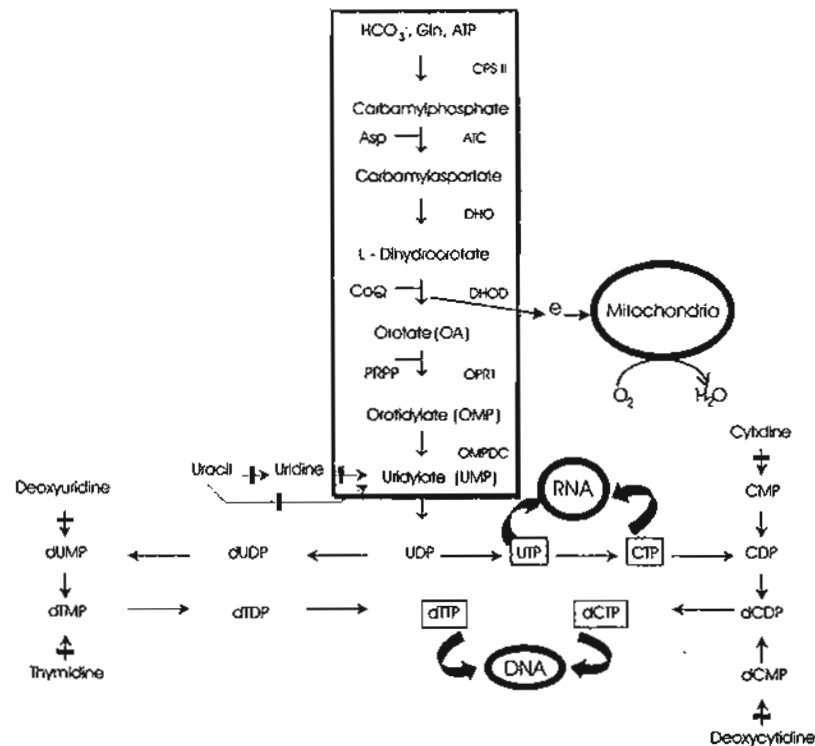 HCO3-, Gln, ATP
CPS II
Carbamylphosphate
Asp
ATC
Carbamylaspartate
DHO
L - Dihydroorotate
CoQ
DHOD
e
Mitochondria
Orotate (OA)
PRPP
OPRT
O2
H2O
Orotidylate (OMP)
OMPDC
Cytidine
Uracil
Uridine
Uridylate (UMP)
RNA
CMP
Deoxyuridine
dUMP
dUDP
UDP
UTP
CTP
CDP
dTMP
dTDP
dTTP
dCTP
dCDP
Thymidine
DNA
dCMP
Deoxycytidine